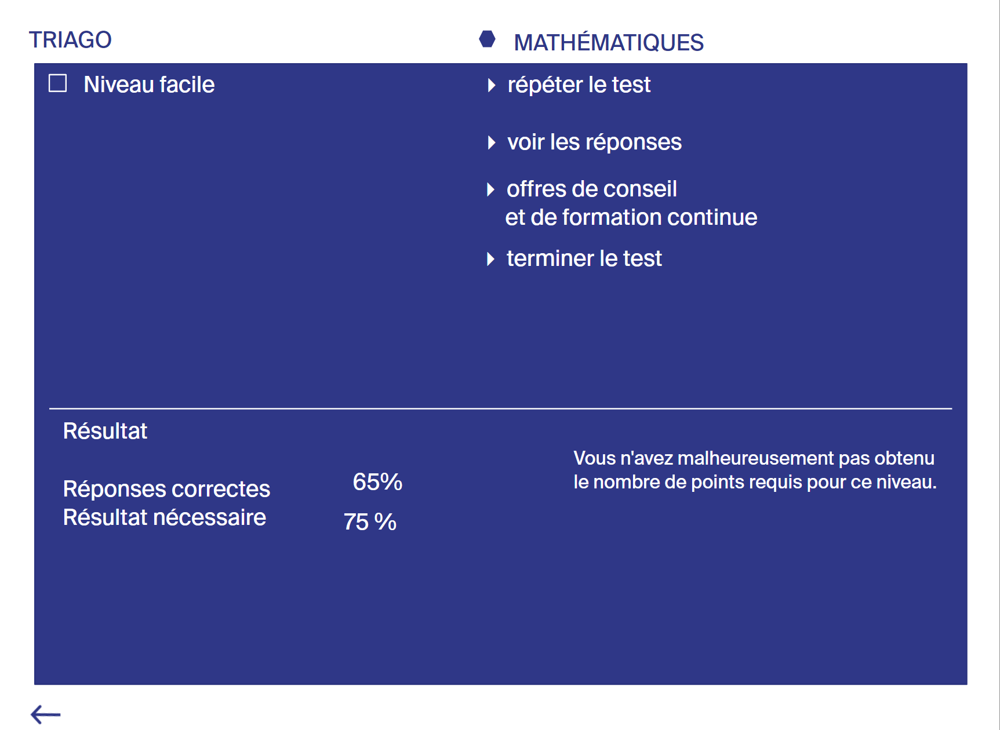 TRIAGO
MATHÉMATIQUES
Niveau facile
répéter le test
voir les réponses
offres de conseil
et de formation continue
terminer le test
Résultat
Réponses correctes 65%
Résultat nécessaire 75 %
Vous n'avez malheureusement pas obtenu
le nombre de points requis pour ce niveau.